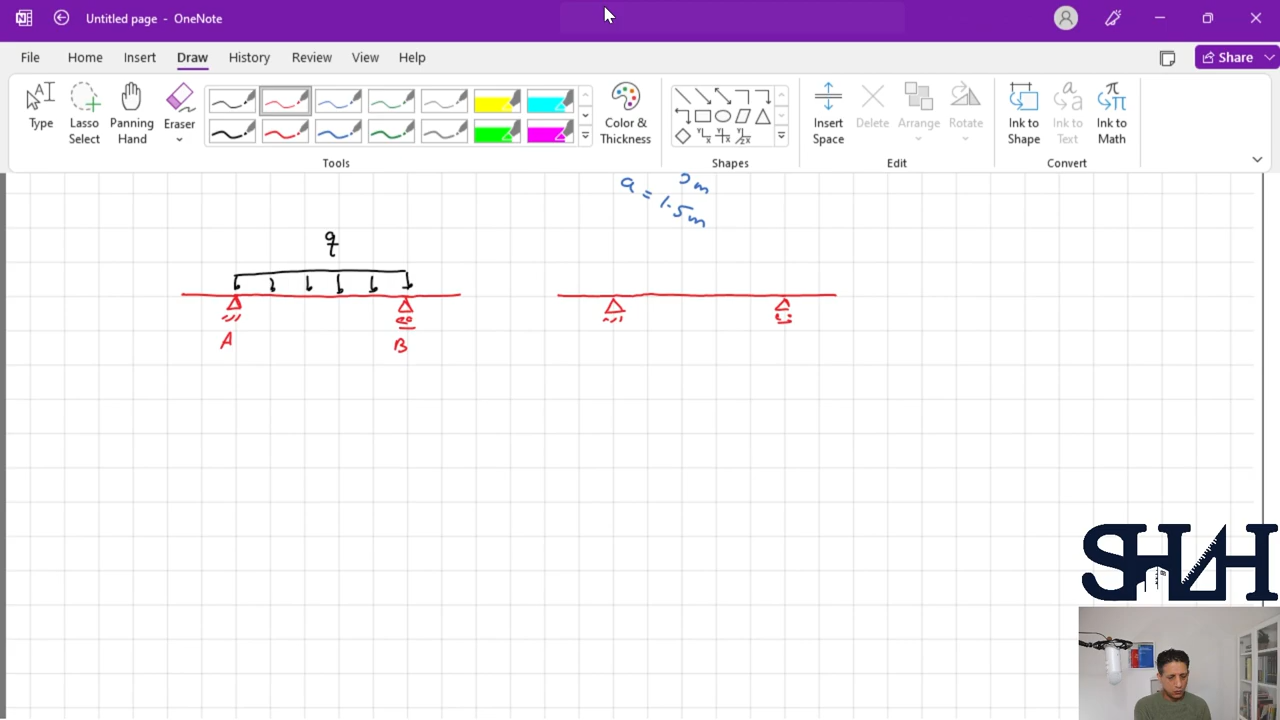 Untitled page - OneNote
File Home Insert Draw History Review View Help Share
Type
Lasso Select
Panning Hand
Eraser
Color & Thickness
Insert Space
Delete
Arrange
Rotate
Ink to Shape
Ink to Text
Ink to Math
Tools
Shapes
Edit
Convert
m
a = 1.5m
q
A
B
SHAH